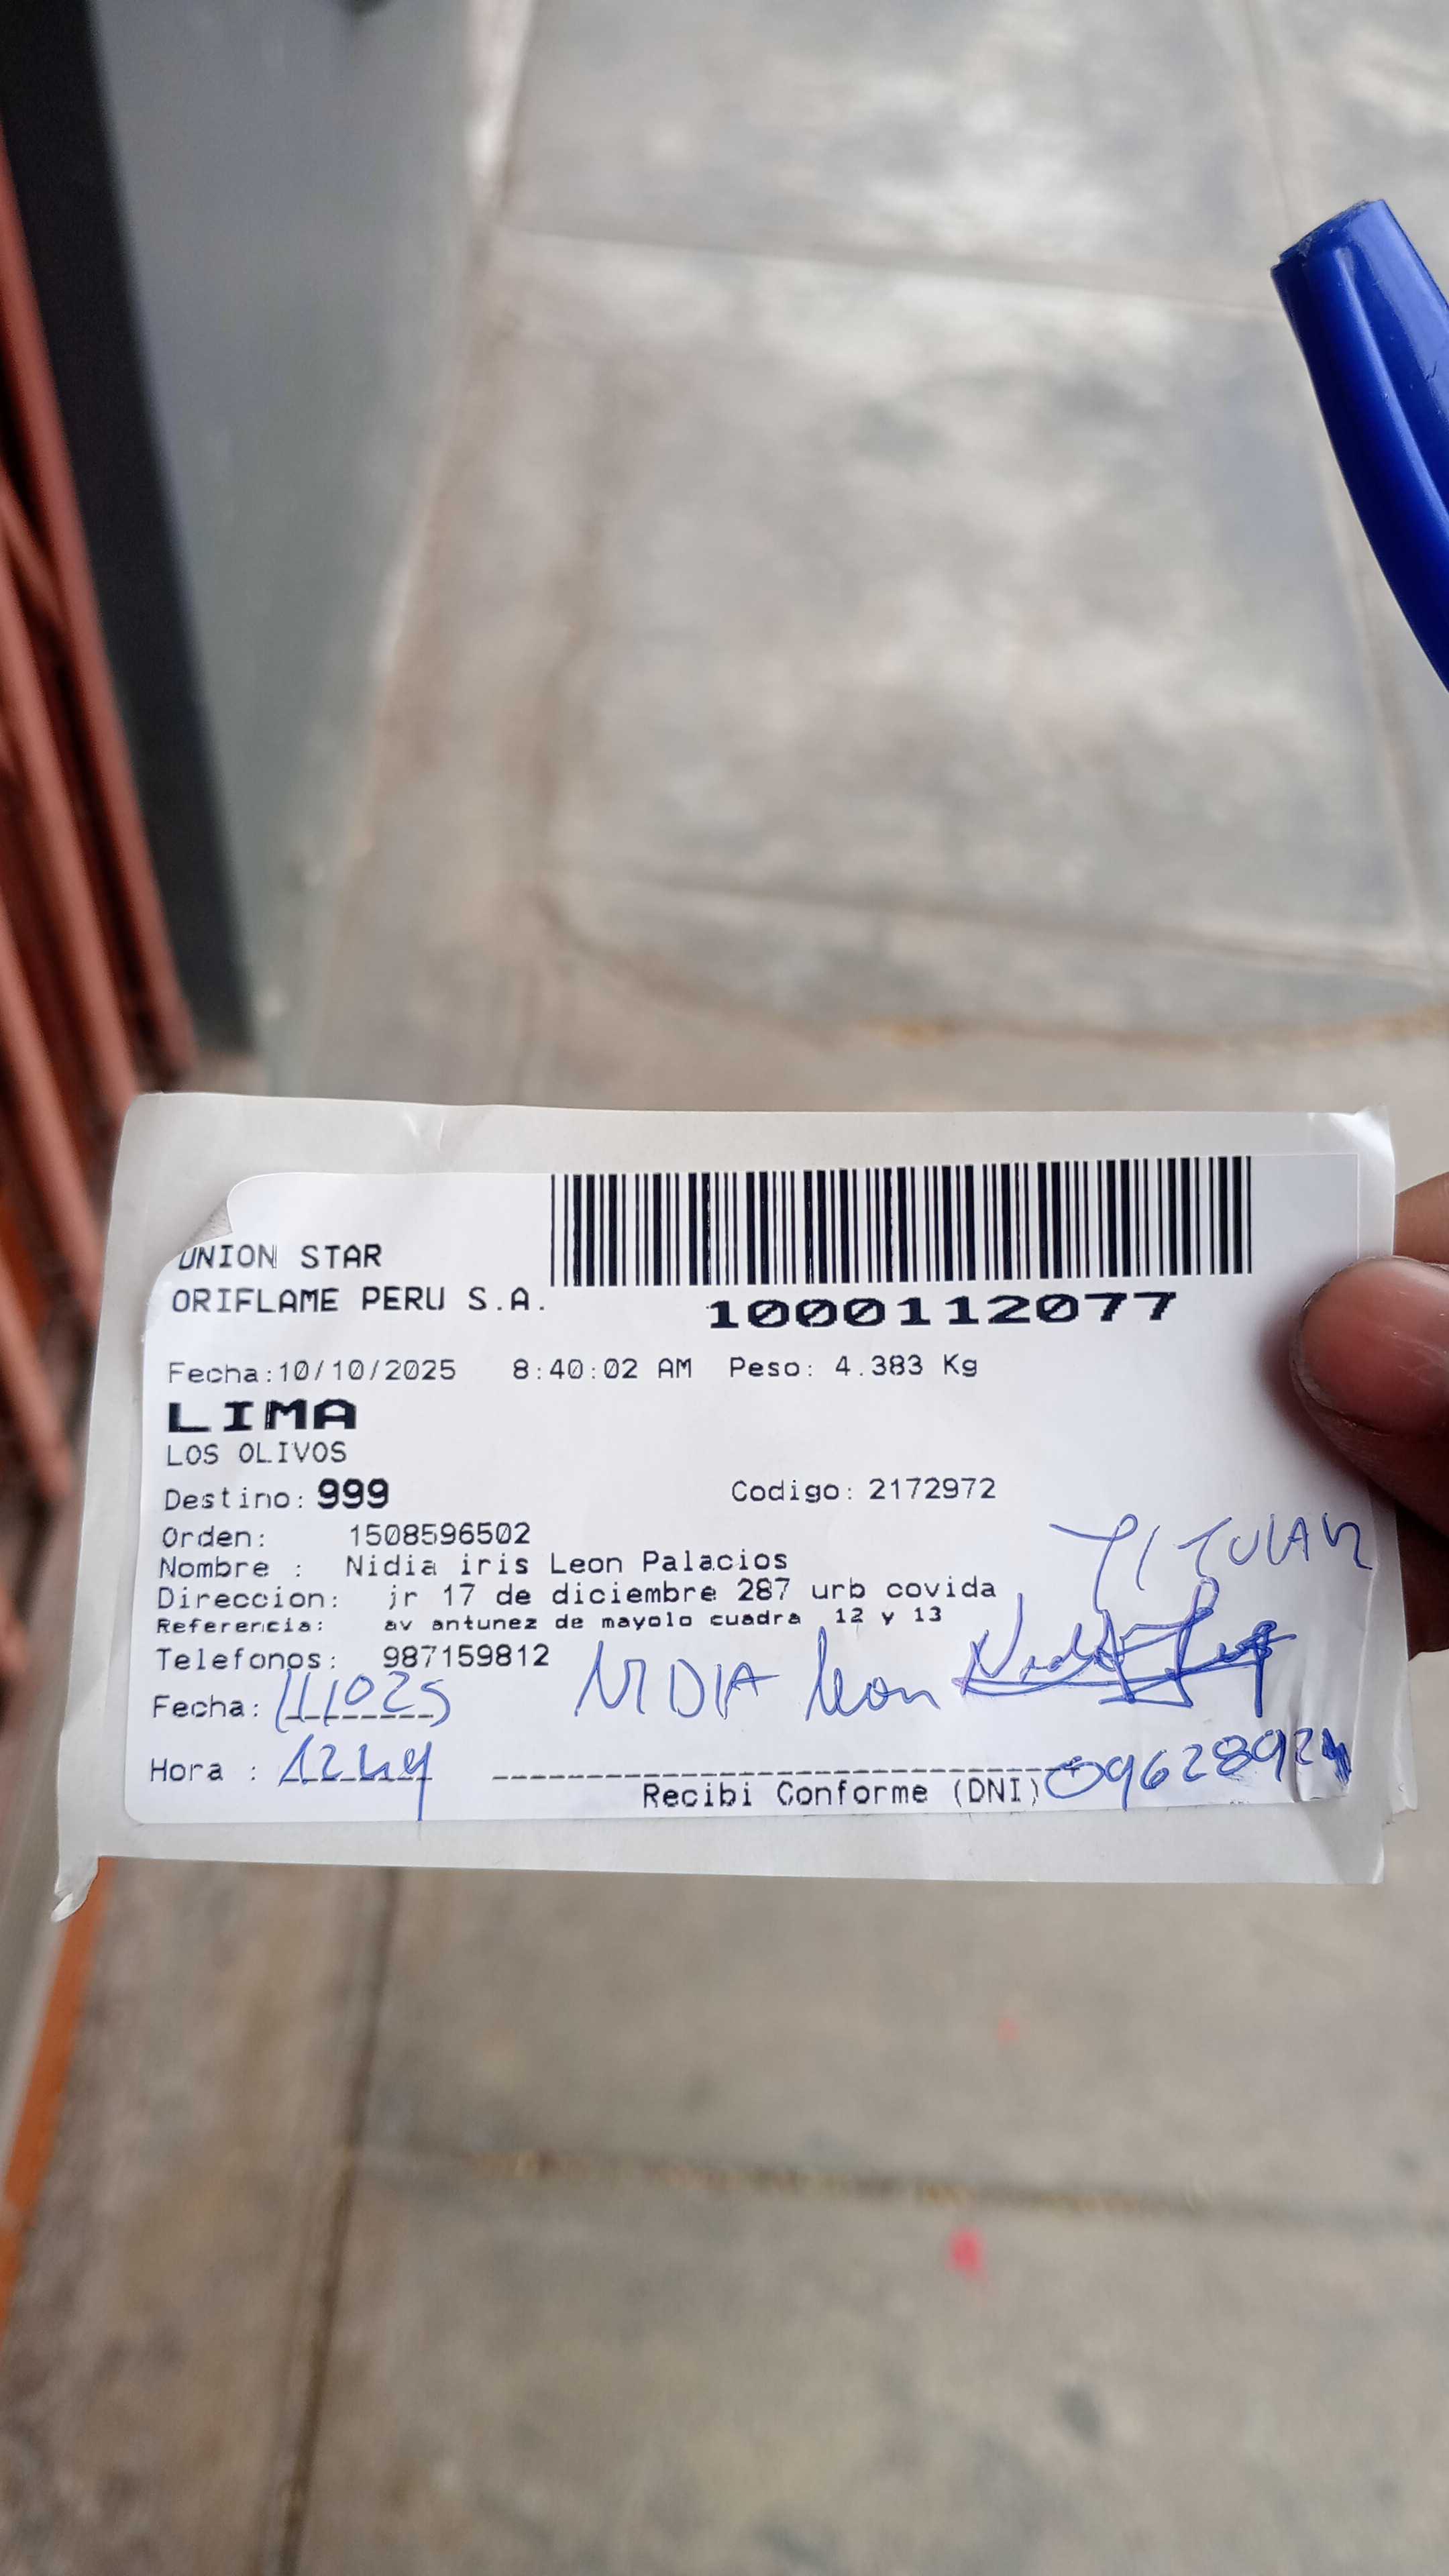 UNION STAR
ORIFLAME PERU S.A.
1000112077
Fecha:10/10/2025 8:40:02 AM Peso: 4.383 Kg
LIMA
LOS OLIVOS
Destino: 999 Codigo: 2172972
Orden: 1508596502
TITULAR
Nombre : Nidia iris Leon Palacios
Direccion: jr 17 de diciembre 287 urb covida
Referencia: av antunez de mayolo cuadra 12 y 13
Telefonos: 987159812
NIDIA leon
Fecha: 111025
Hora :
Recibi Conforme (DNI)